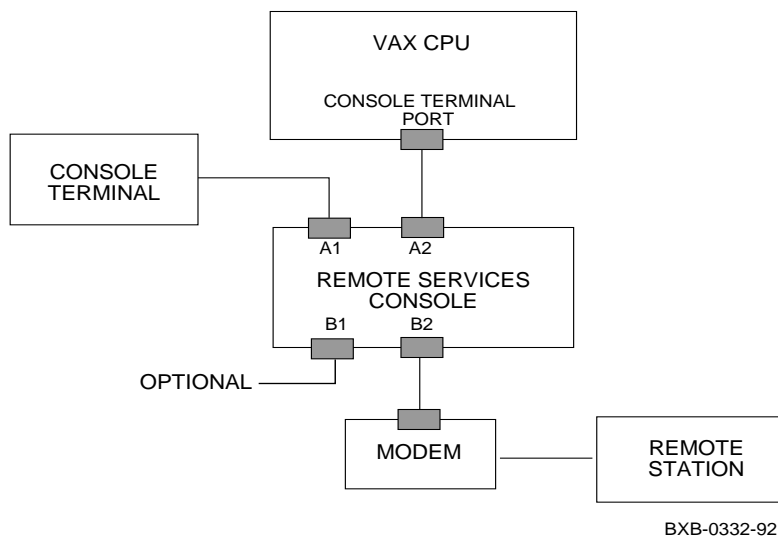 VAX CPU
CONSOLE TERMINAL
PORT
CONSOLE
TERMINAL
A1 A2
REMOTE SERVICES
CONSOLE
B1 B2
OPTIONAL
MODEM
REMOTE
STATION
BXB-0332-92